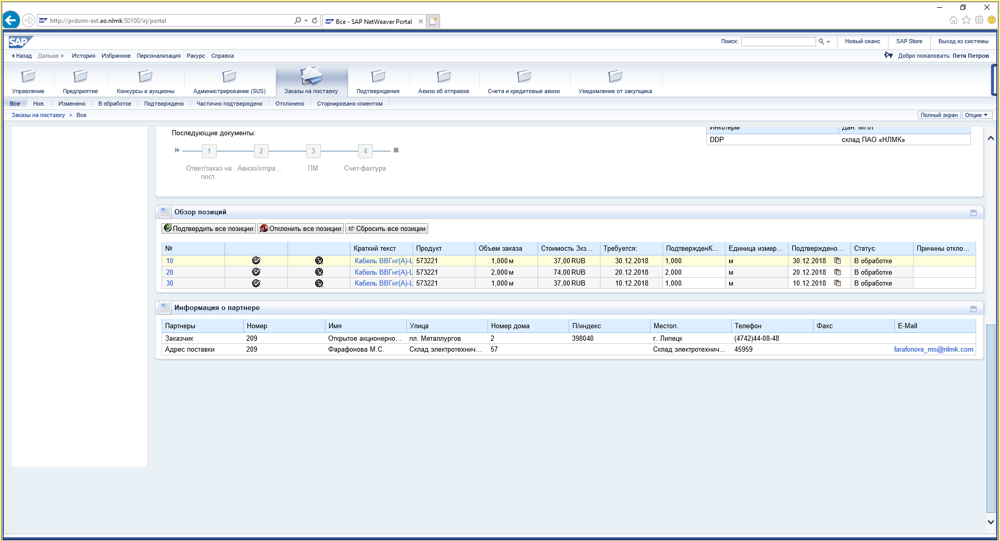 http://prdsrm-ext.ao.nlmk:50100/irj/portal
Все - SAP NetWeaver Portal
SAP
Поиск:
Новый сеанс
SAP Store
Выход из системы
Назад Дальше История Избранное Персонализация Ракурс Справка
Добро пожаловать: Петя Петров
Управление Предприятие Конкурсы и аукционы Администрирование (SUS) Заказы на поставку Подтверждения Авизо об отправке Счета и кредитовые авизо Уведомление от закупщика
Все Нов. Изменено В обработке Подтверждено Частично подтверждено Отклонено Сторнировано клиентом
Заказы на поставку > Все
Полный экран Опции
Последующие документы:
Инкотерм Дан. МПЛ
DDP склад ПАО «НЛМК»
1 2 3 4
Ответ/заказ на пост. Авизо/отпра... ПМ Счет-фактура
Обзор позиций
Подтвердить все позиции Отклонить все позиции Сбросить все позиции
№ Краткий текст Продукт Объем заказа Стоимость Зкз... Требуется: ПодтвержденК... Единица измер... Подтверждено... Статус Причины откло...
10 Кабель ВВГнг(А)-L 573221 1,000 м 37,00 RUB 30.12.2018 1,000 м 30.12.2018 В обработке
20 Кабель ВВГнг(А)-L 573221 2,000 м 74,00 RUB 20.12.2018 2,000 м 20.12.2018 В обработке
30 Кабель ВВГнг(А)-L 573221 1,000 м 37,00 RUB 10.12.2018 1,000 м 10.12.2018 В обработке
Информация о партнере
Партнеры Номер Имя Улица Номер дома П/индекс Местоп. Телефон Факс E-Mail
Заказчик 209 Открытое акционерно... пл. Металлургов 2 398040 г. Липецк (4742)44-08-48
Адрес поставки 209 Фарафонова М.С. Склад электротехнич... 57 Склад электротехнич... 45959 farafonova_ms@nlmk.com